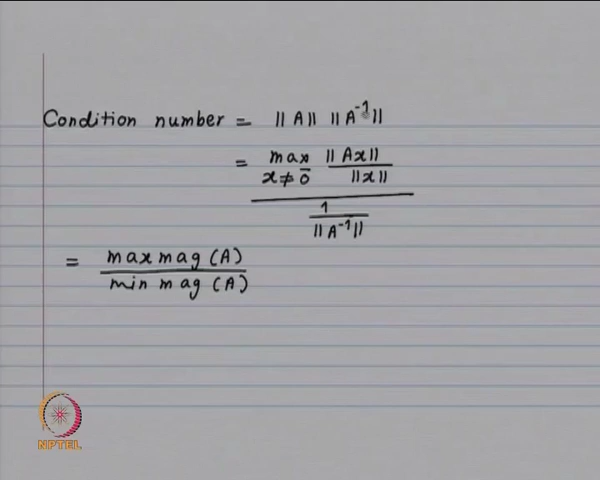 Condition number = || A || || A⁻¹ ||
= max || Ax ||
x ≠ 0̅ || x ||
1
|| A⁻¹ ||
= max mag (A)
min mag (A)
NPTEL